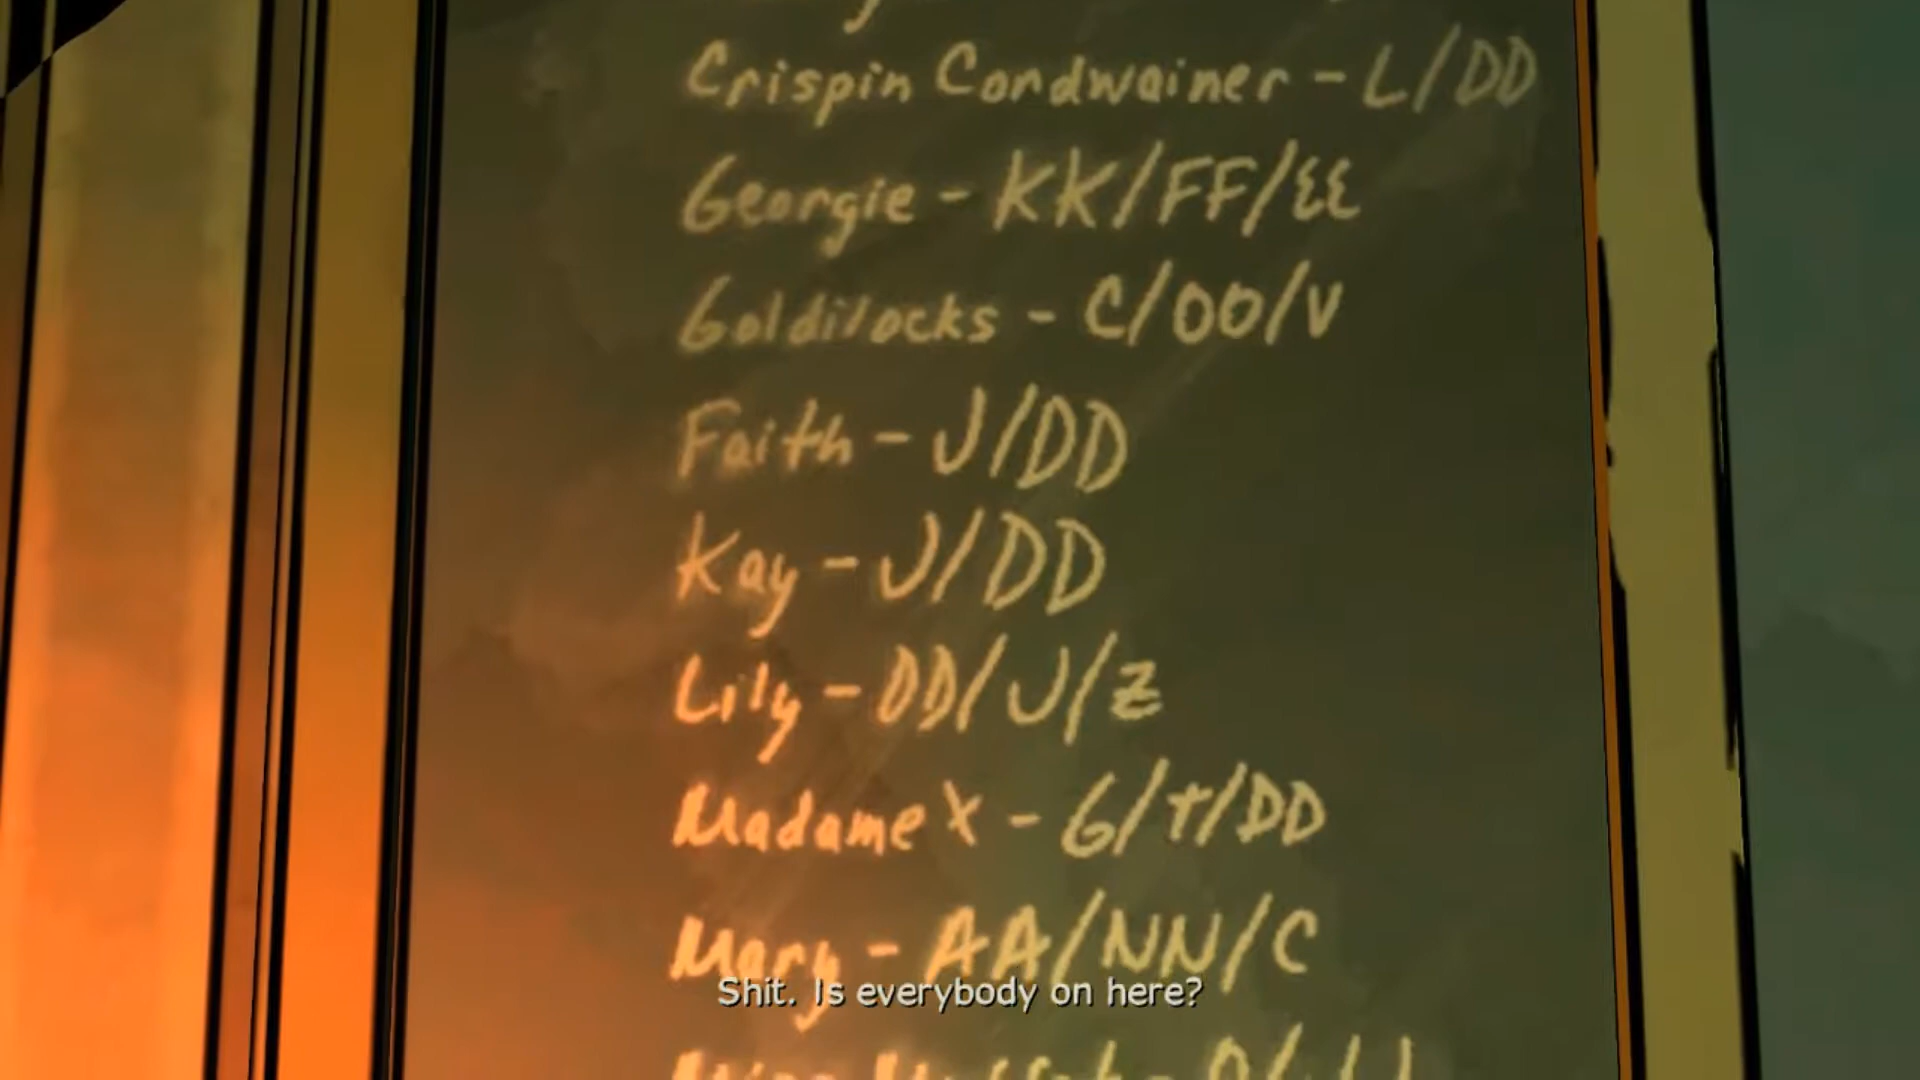 Crispin Condwainer - L/DD
Georgie - KK/FF/EE
Goldilocks - C/OO/V
Faith - J/DD
Kay - J/DD
Lily - DD/J/Z
Madame X - G/T/DD
Mary - AA/NN/C
Shit. Is everybody on here?